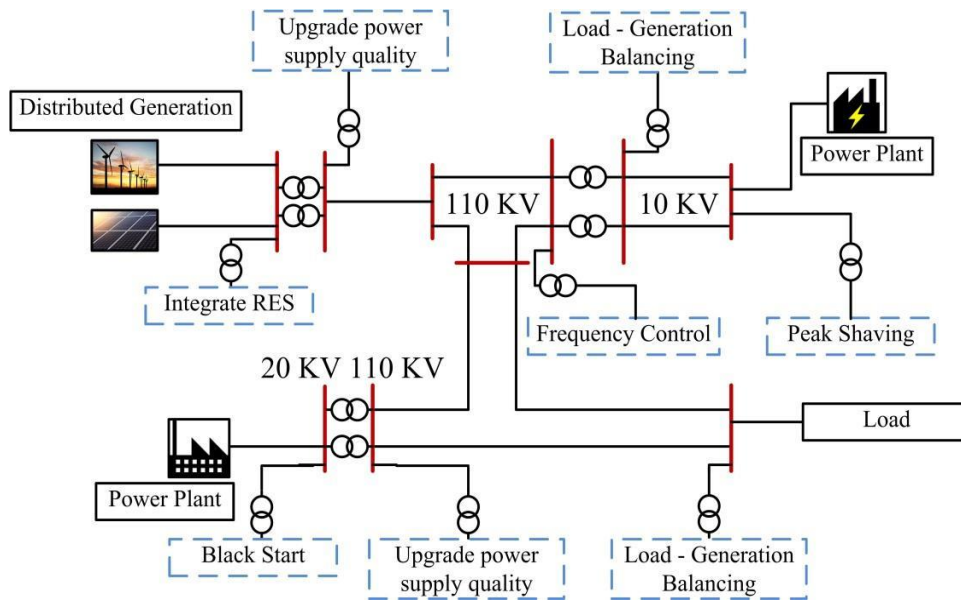 Upgrade power
supply quality
Load - Generation
Balancing
Distributed Generation
Power Plant
110 KV
10 KV
Integrate RES
Frequency Control
Peak Shaving
20 KV 110 KV
Load
Power Plant
Black Start
Upgrade power
supply quality
Load - Generation
Balancing